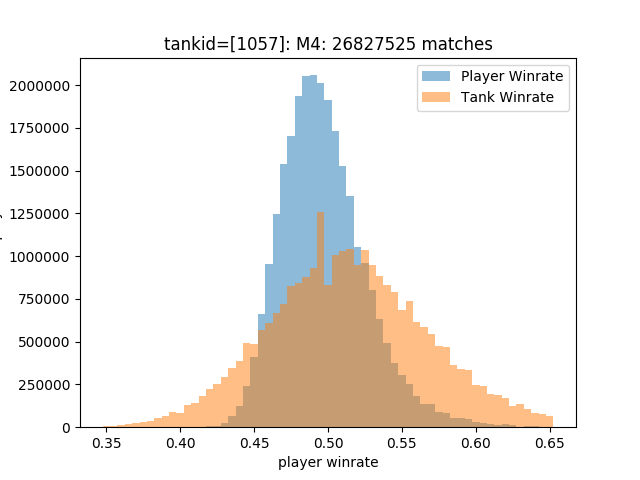 tankid=[1057]: M4: 26827525 matches
Player Winrate
Tank Winrate
2000000
1750000
1500000
1250000
1000000
750000
500000
250000
0
0.35 0.40 0.45 0.50 0.55 0.60 0.65
player winrate